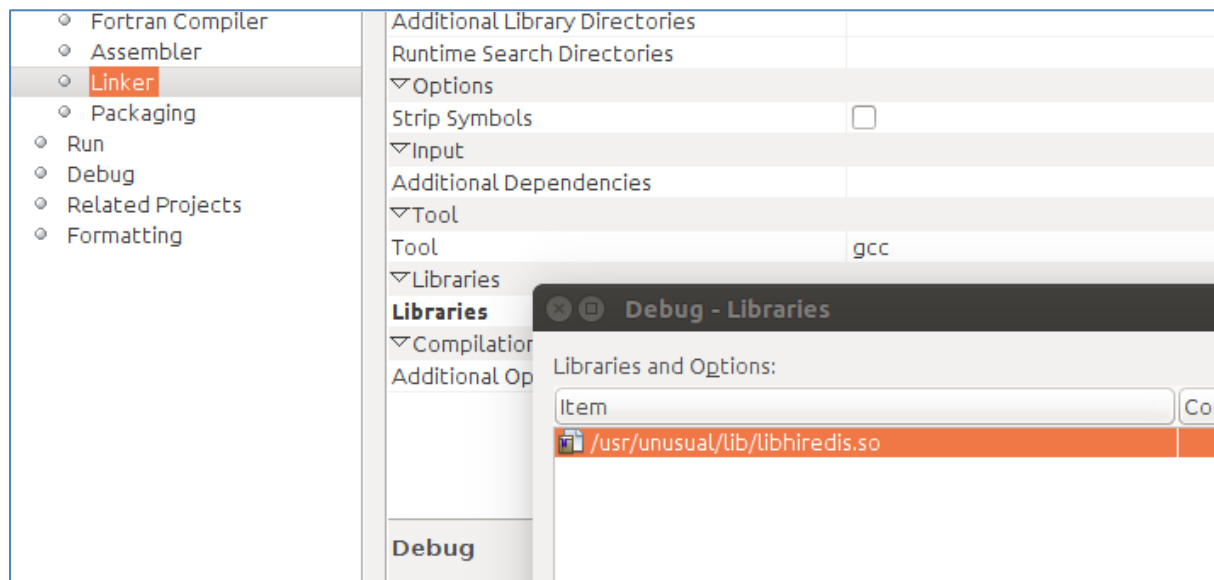 Fortran Compiler
Assembler
Linker
Packaging
Run
Debug
Related Projects
Formatting
Additional Library Directories
Runtime Search Directories
Options
Strip Symbols
Input
Additional Dependencies
Tool
Tool gcc
Libraries
Libraries
Compilation
Additional Op
Debug
Debug - Libraries
Libraries and Options:
Item Co
/usr/unusual/lib/libhiredis.so